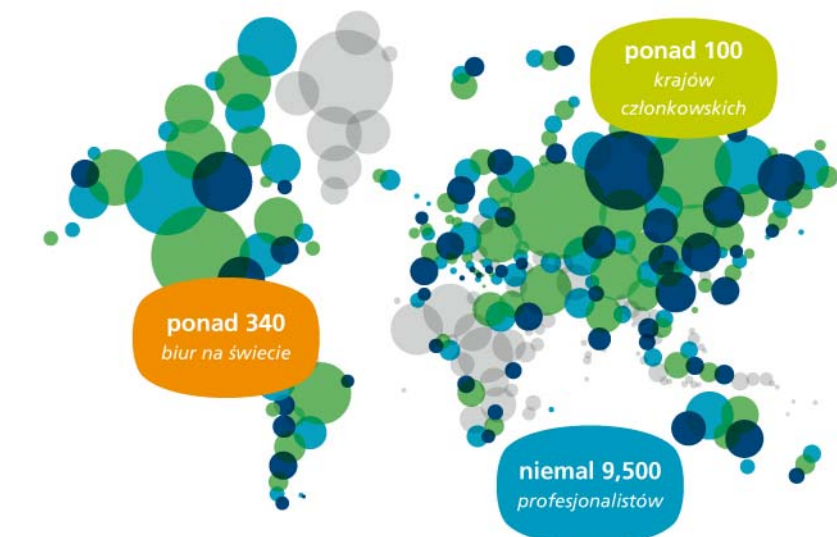 ponad 100
krajów
członkowskich
ponad 340
biur na świecie
niemal 9,500
profesjonalistów